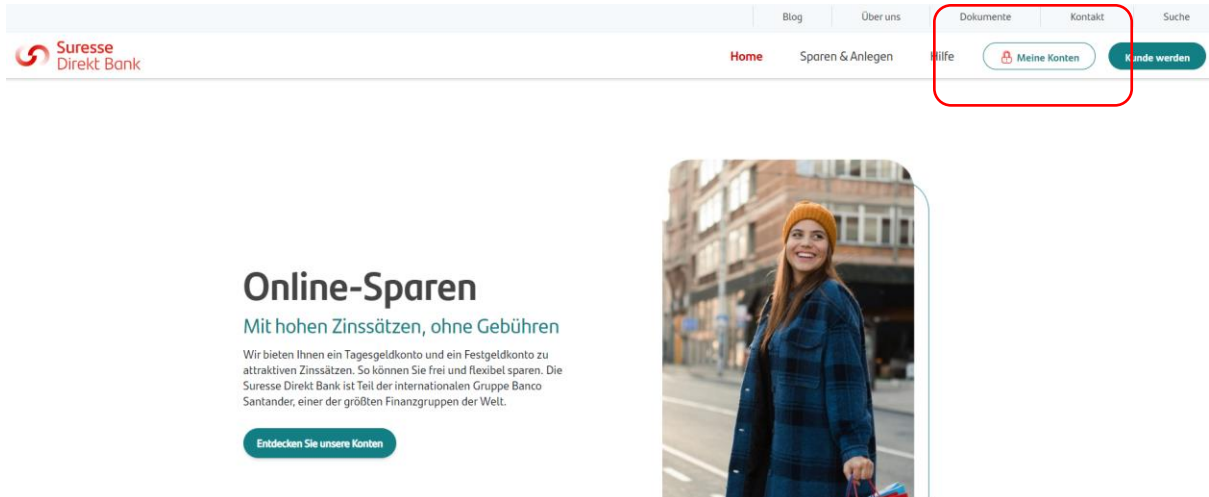 Blog Über uns Dokumente Kontakt Suche
Suresse
Direkt Bank
Home Sparen & Anlegen Hilfe Meine Konten Kunde werden
Online-Sparen
Mit hohen Zinssätzen, ohne Gebühren
Wir bieten Ihnen ein Tagesgeldkonto und ein Festgeldkonto zu
attraktiven Zinssätzen. So können Sie frei und flexibel sparen. Die
Suresse Direkt Bank ist Teil der internationalen Gruppe Banco
Santander, einer der größten Finanzgruppen der Welt.
Entdecken Sie unsere Konten